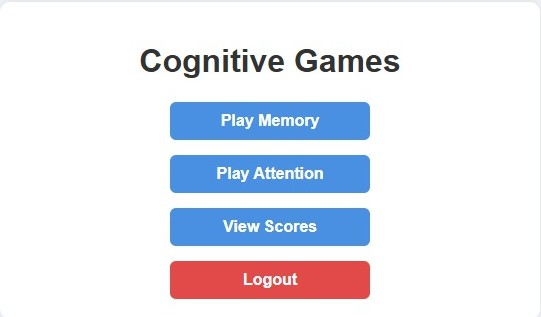 Cognitive Games
Play Memory
Play Attention
View Scores
Logout